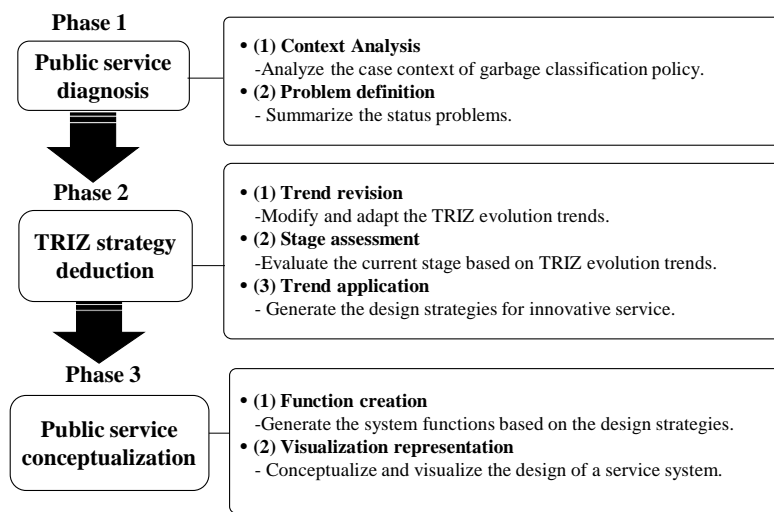 Phase 1
Public service
diagnosis
• (1) Context Analysis
-Analyze the case context of garbage classification policy.
• (2) Problem definition
- Summarize the status problems.
Phase 2
TRIZ strategy
deduction
• (1) Trend revision
-Modify and adapt the TRIZ evolution trends.
• (2) Stage assessment
-Evaluate the current stage based on TRIZ evolution trends.
• (3) Trend application
- Generate the design strategies for innovative service.
Phase 3
Public service
conceptualization
• (1) Function creation
-Generate the system functions based on the design strategies.
• (2) Visualization representation
- Conceptualize and visualize the design of a service system.